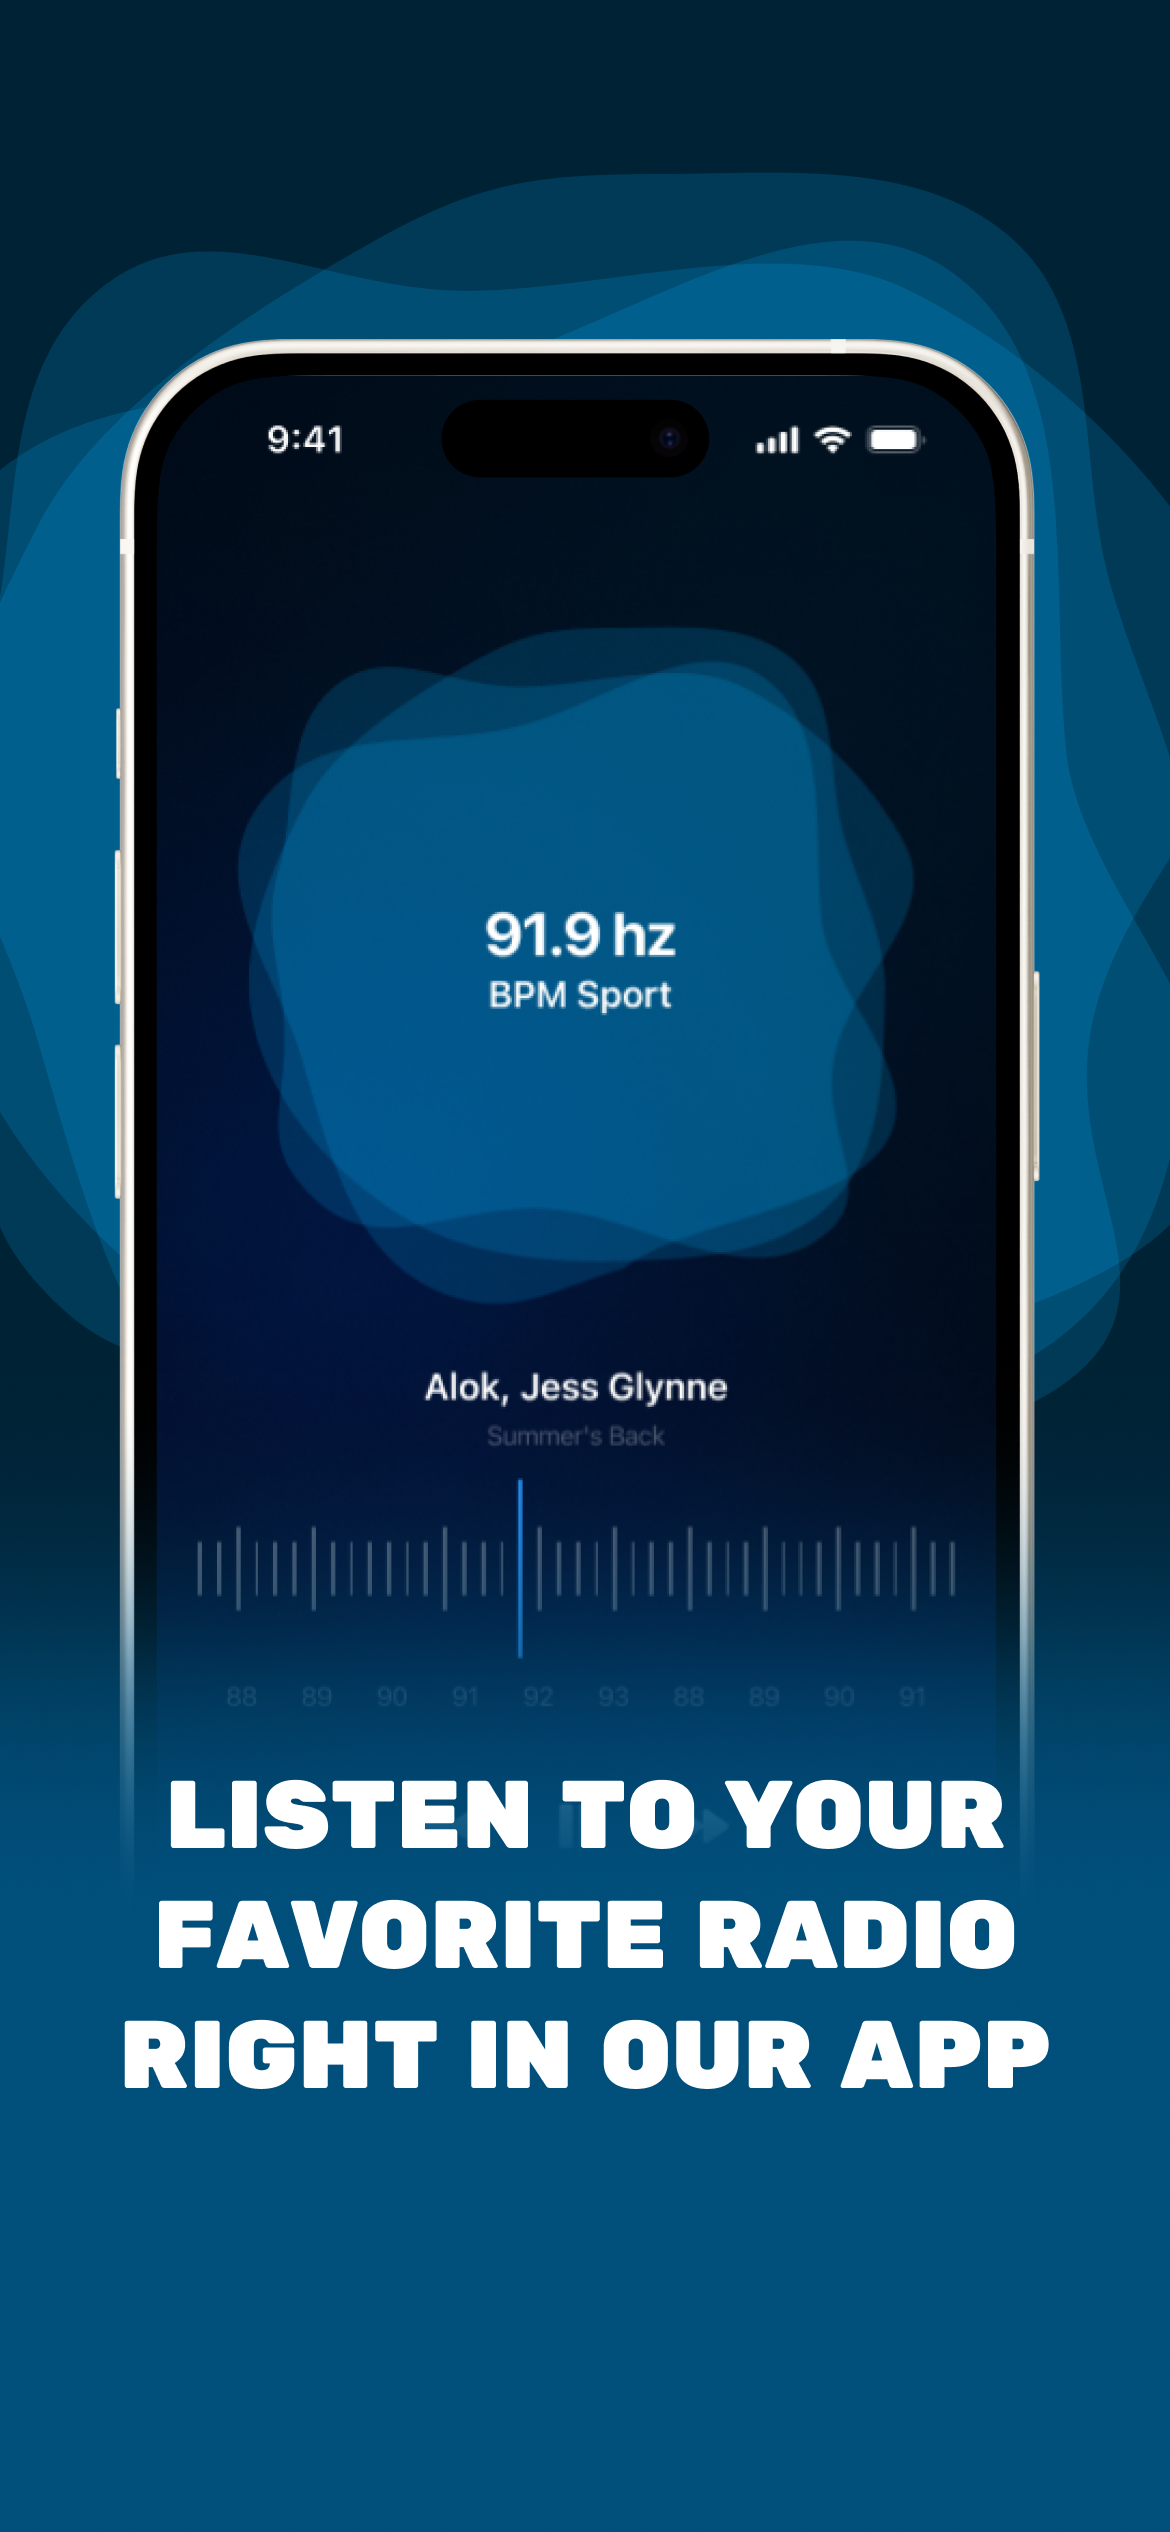 9:41
91.9 hz
BPM Sport
Alok, Jess Glynne
Summer's Back
88 89 90 91 92 93 88 89 90 91
LISTEN TO YOUR
FAVORITE RADIO
RIGHT IN OUR APP